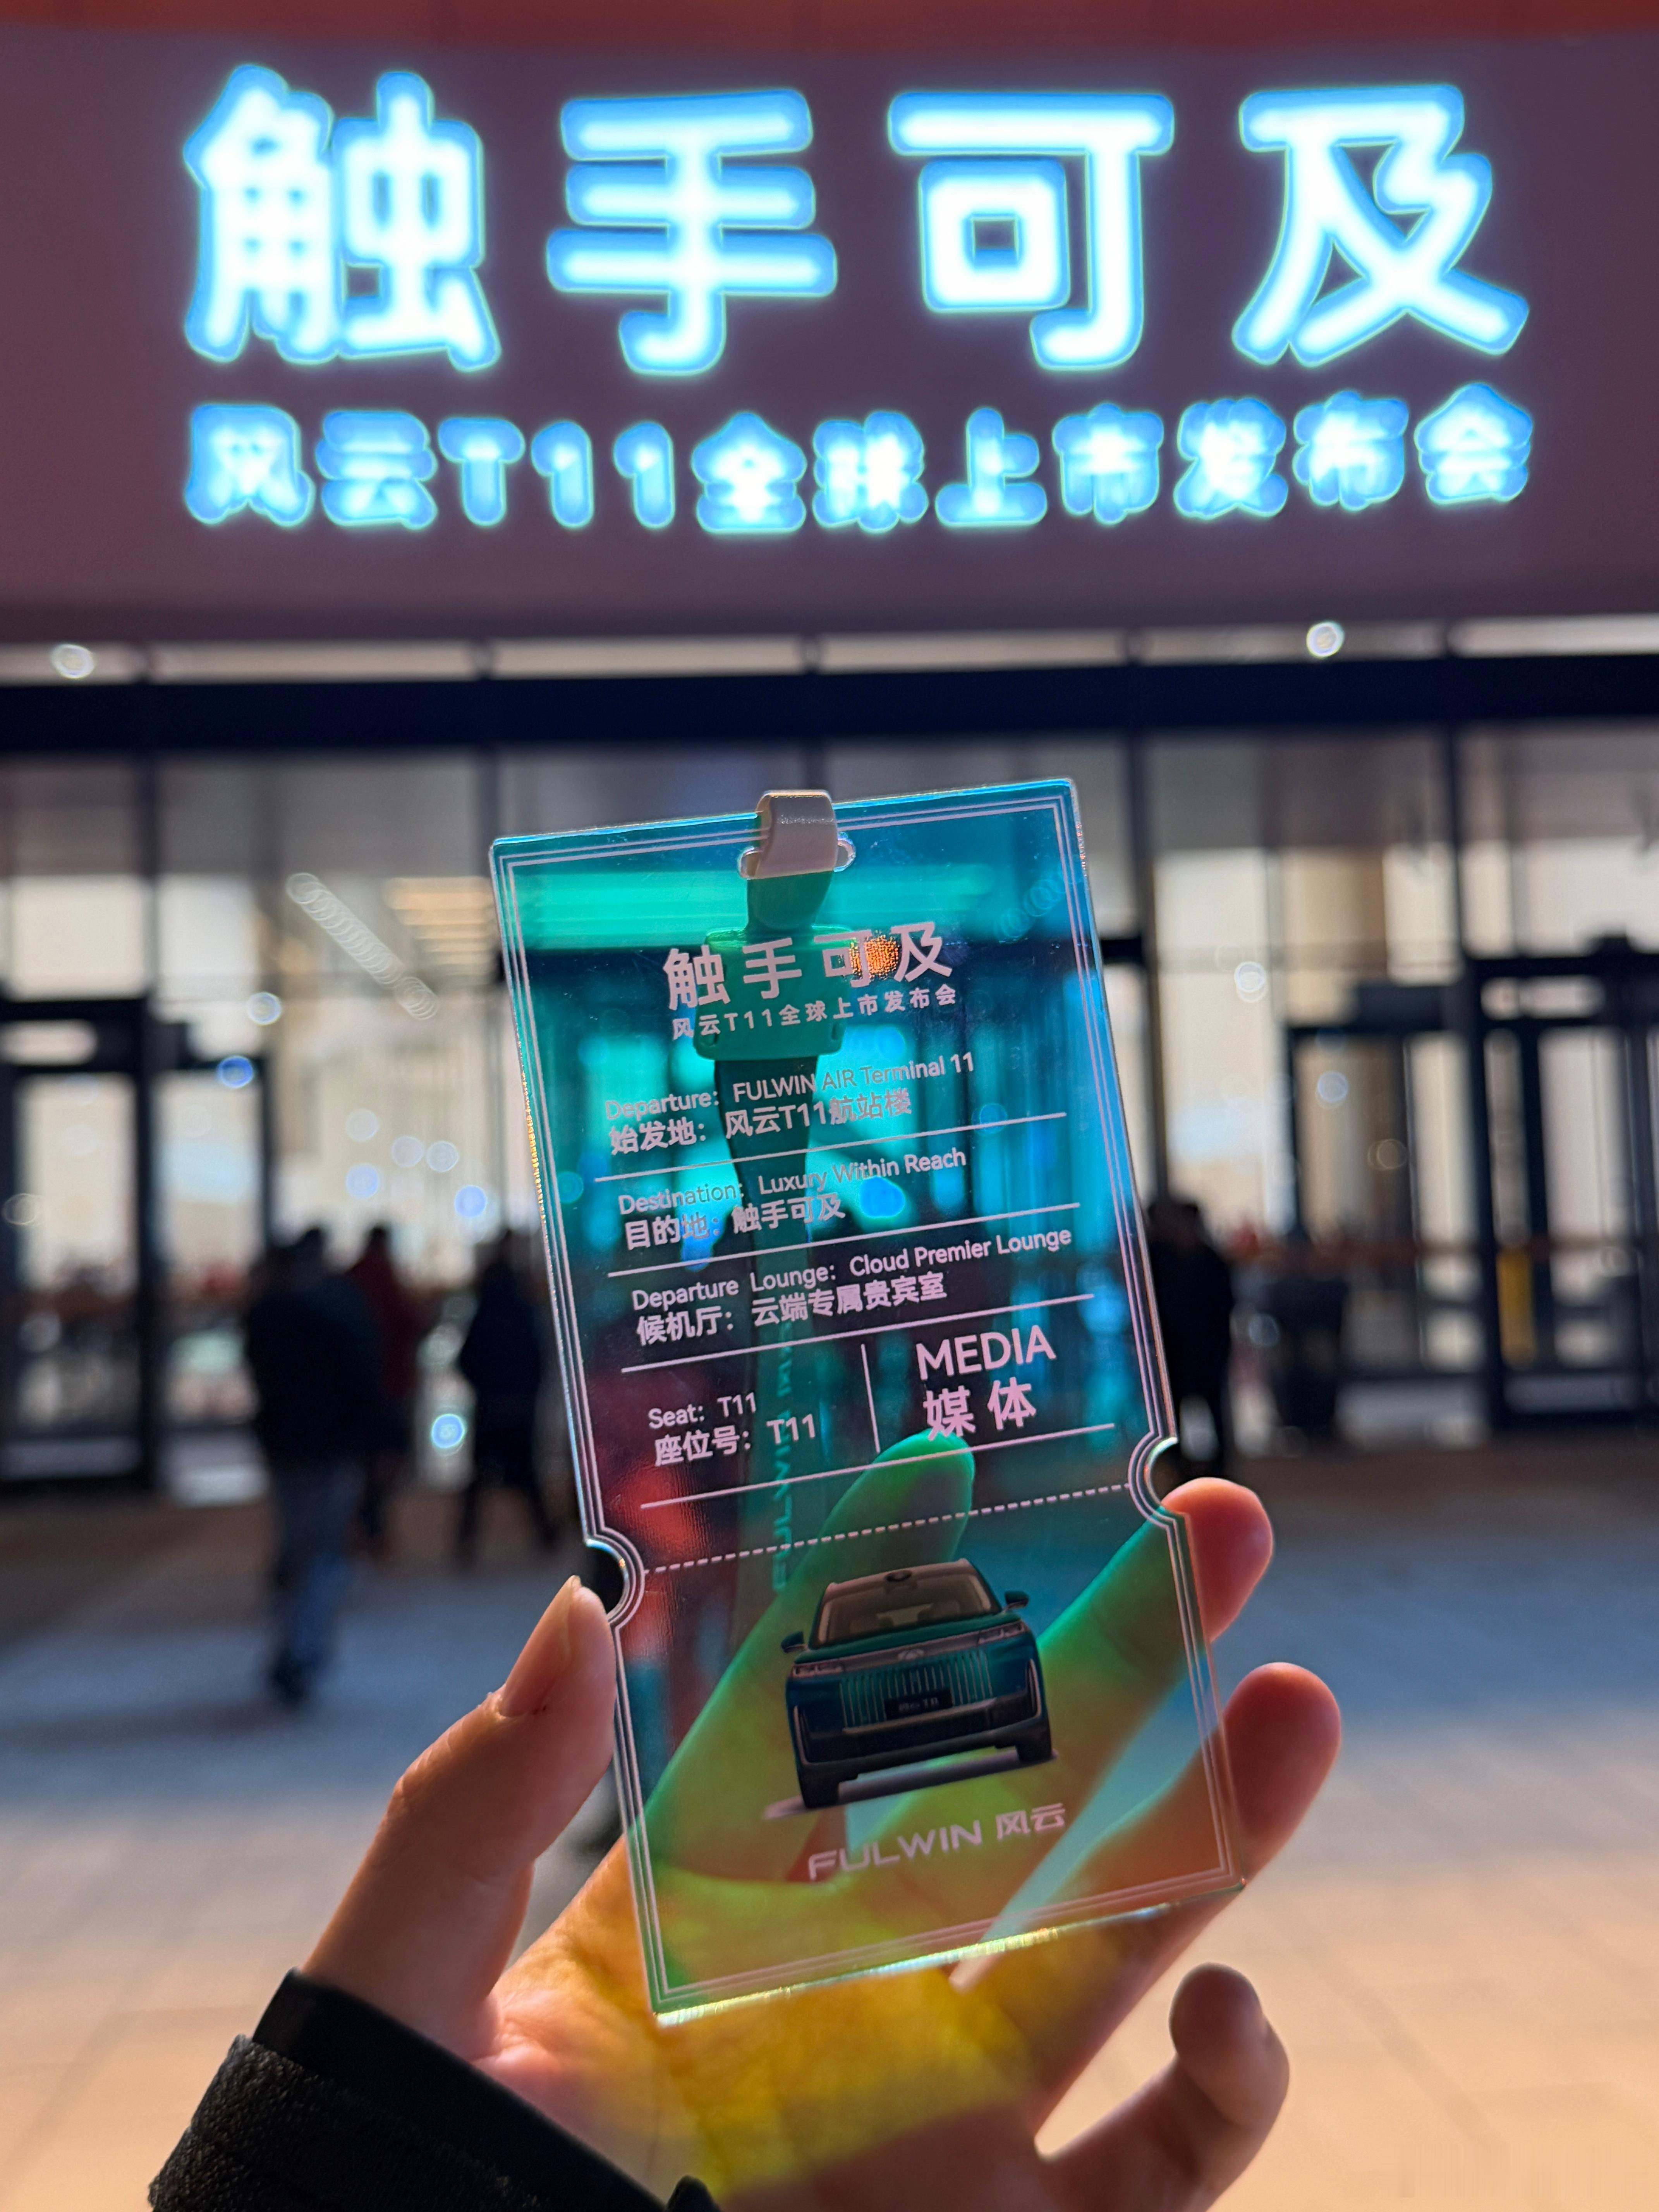 触手可及
风云T11全球上市发布会
触手可及
风云T11全球上市发布会
Departure: FULWIN AIR Terminal 11
始发地：风云T11航站楼
Destination: Luxury Within Reach
目的地：触手可及
Departure Lounge: Cloud Premier Lounge
候机厅：云端专属贵宾室
Seat: T11
座位号：T11
MEDIA
媒体
FULWIN
FULWIN 风云